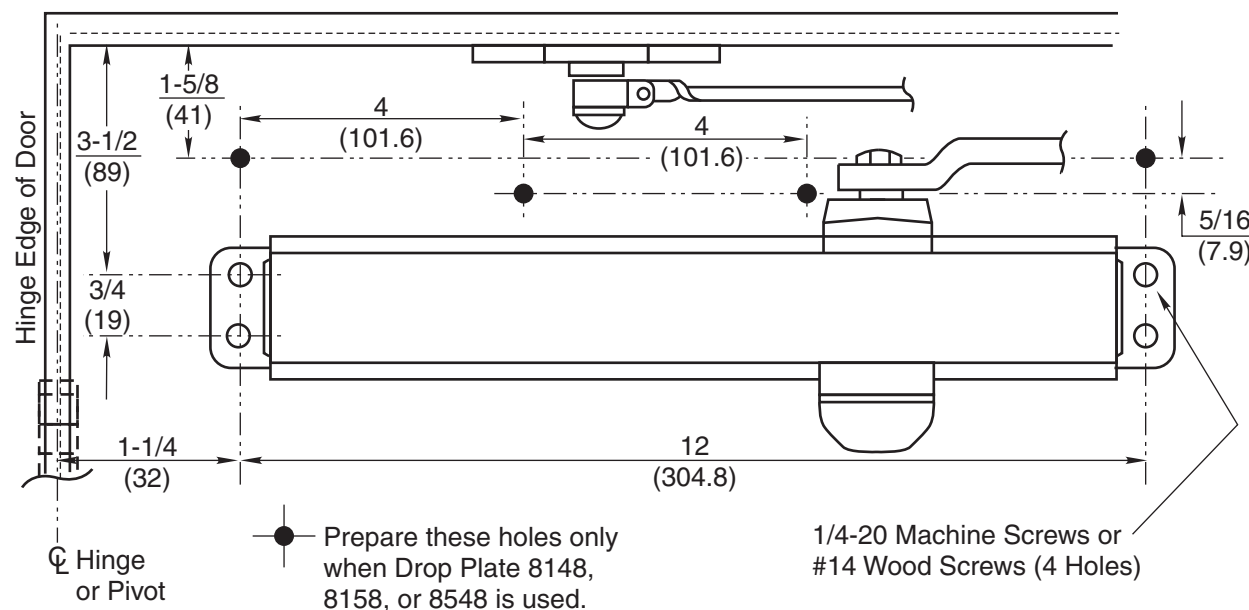 1-5/8
(41)
4
(101.6)
4
(101.6)
3-1/2
(89)
Hinge Edge of Door
5/16
(7.9)
3/4
(19)
1-1/4
(32)
12
(304.8)
℄ Hinge
or Pivot
Prepare these holes only
when Drop Plate 8148,
8158, or 8548 is used.
1/4-20 Machine Screws or
#14 Wood Screws (4 Holes)